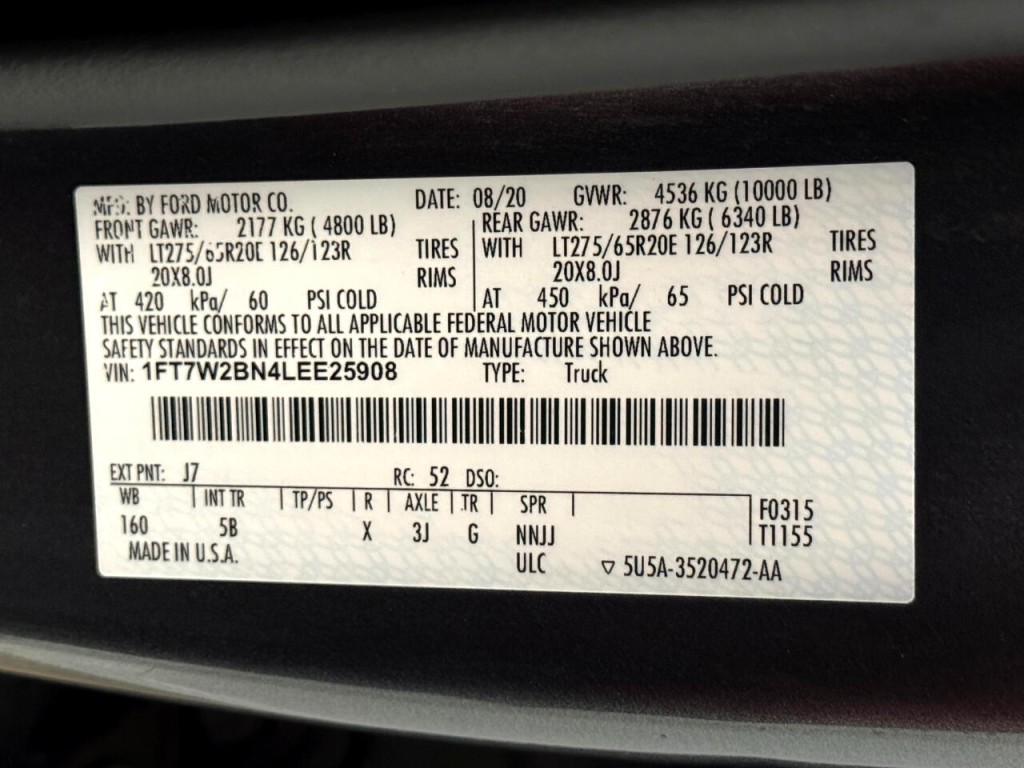 MFD. BY FORD MOTOR CO. DATE: 08/20 GVWR: 4536 KG (10000 LB)
FRONT GAWR: 2177 KG ( 4800 LB) REAR GAWR: 2876 KG ( 6340 LB)
WITH LT275/65R20E 126/123R TIRES WITH LT275/65R20E 126/123R TIRES
20X8.0J RIMS 20X8.0J RIMS
AT 420 kPa/ 60 PSI COLD AT 450 kPa/ 65 PSI COLD
THIS VEHICLE CONFORMS TO ALL APPLICABLE FEDERAL MOTOR VEHICLE
SAFETY STANDARDS IN EFFECT ON THE DATE OF MANUFACTURE SHOWN ABOVE.
VIN: 1FT7W2BN4LEE25908 TYPE: Truck
EXT PNT: J7 RC: 52 DSO:
WB INT TR TP/PS R AXLE TR SPR F0315
160 5B X 3J G NNJJ T1155
MADE IN U.S.A. ULC ▽ 5U5A-3520472-AA